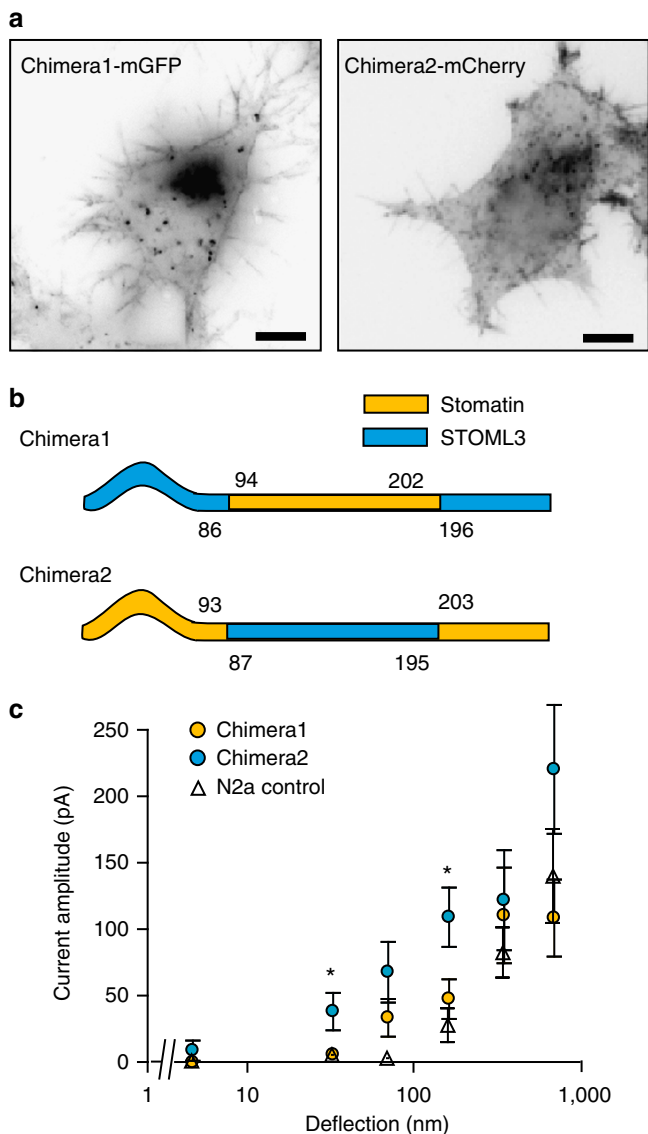 a
Chimera1-mGFP
Chimera2-mCherry
b
Stomatin
STOML3
Chimera1
94 202
86 196
Chimera2
93 203
87 195
c
250
200
150
100
50
0
Current amplitude (pA)
Chimera1
Chimera2
N2a control
*
*
1 10 100 1,000
Deflection (nm)